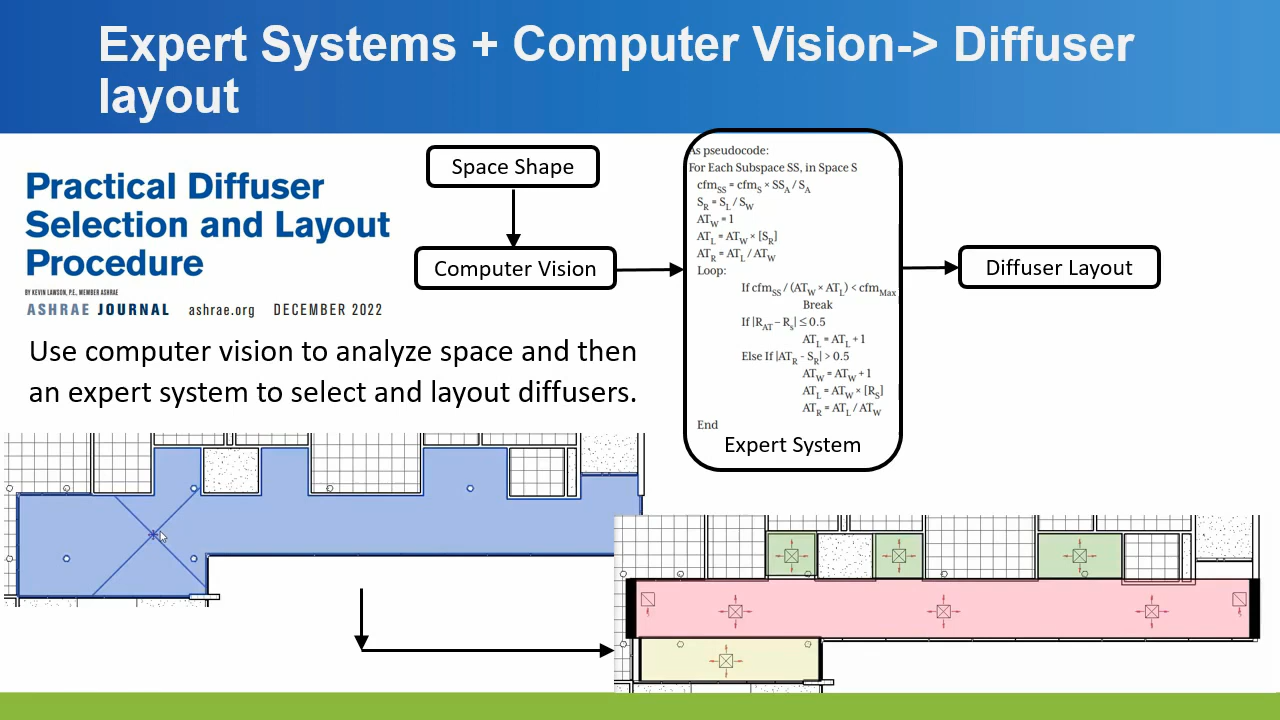 Expert Systems + Computer Vision-> Diffuser
layout
Practical Diffuser
Selection and Layout
Procedure
BY KEVIN LAWSON, P.E., MEMBER ASHRAE
ASHRAE JOURNAL ashrae.org DECEMBER 2022
Use computer vision to analyze space and then
an expert system to select and layout diffusers.
Space Shape
Computer Vision
As pseudocode:
For Each Subspace SS, in Space S
cfm_SS = cfm_S × SS_A / S_A
S_R = S_L / S_W
AT_W = 1
AT_L = AT_W × [S_R]
AT_R = AT_L / AT_W
Loop:
If cfm_SS / (AT_W × AT_L) < cfm_Max
Break
If |R_AT – R_s| ≤ 0.5
AT_L = AT_L + 1
Else If |AT_R - S_R| > 0.5
AT_W = AT_W + 1
AT_L = AT_W × [R_S]
AT_R = AT_L / AT_W
End
Expert System
Diffuser Layout